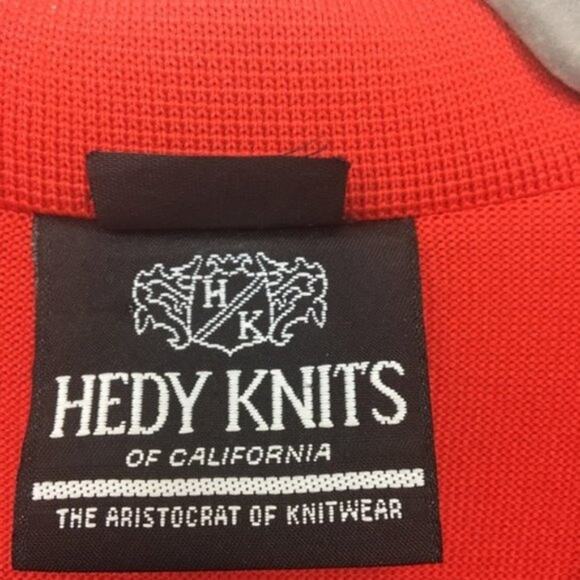 H
K
HEDY KNITS
OF CALIFORNIA
THE ARISTOCRAT OF KNITWEAR